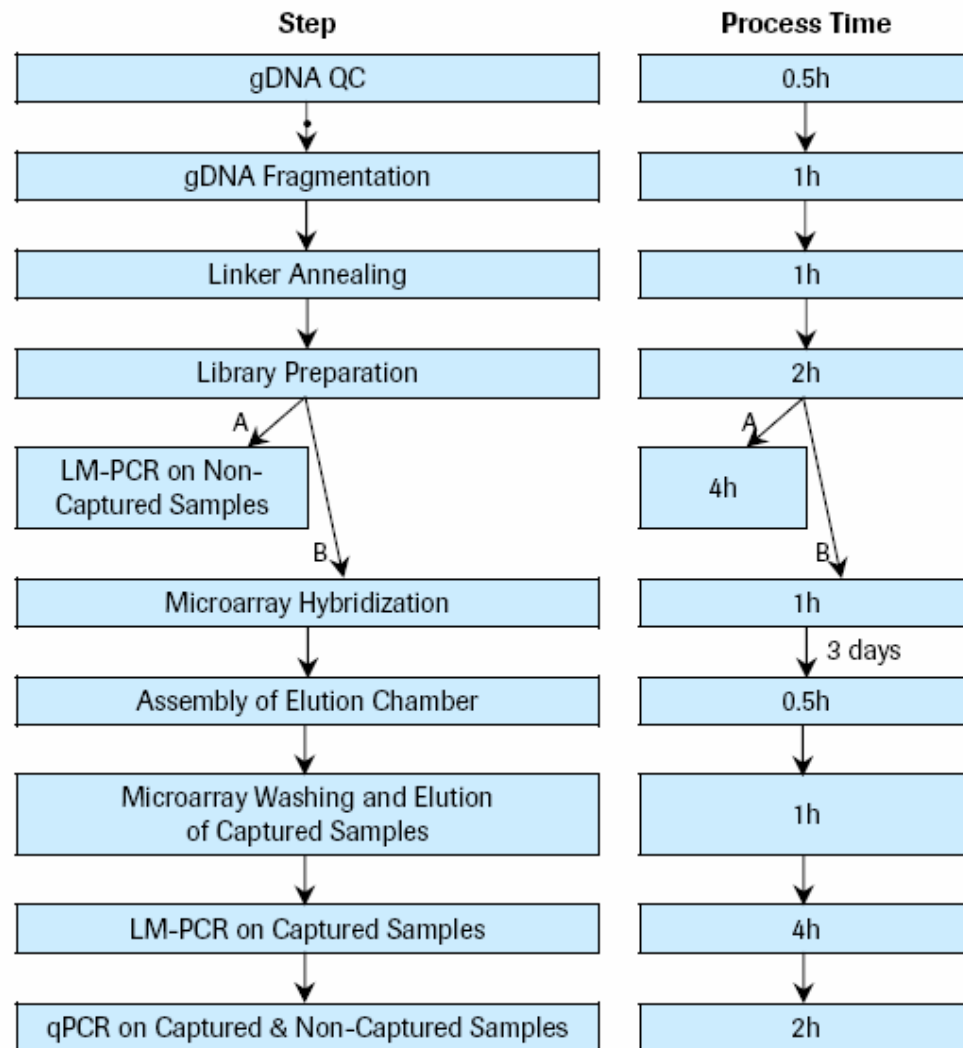 Step
Process Time
gDNA QC
0.5h
gDNA Fragmentation
1h
Linker Annealing
1h
Library Preparation
2h
A
A
LM-PCR on Non-
Captured Samples
4h
B
B
Microarray Hybridization
1h
3 days
Assembly of Elution Chamber
0.5h
Microarray Washing and Elution
of Captured Samples
1h
LM-PCR on Captured Samples
4h
qPCR on Captured & Non-Captured Samples
2h